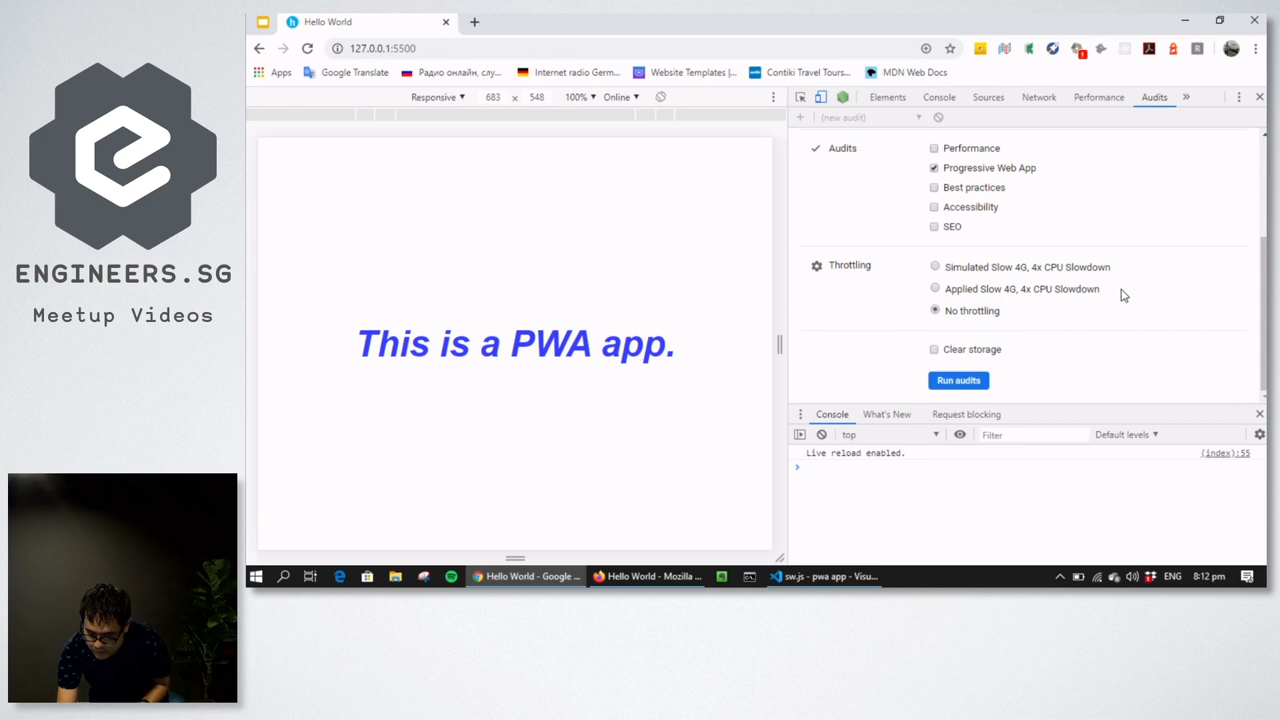 ENGINEERS.SG
Meetup Videos
Hello World
127.0.0.1:5500
Apps
Google Translate
Радио онлайн, слу...
Internet radio Germ...
Website Templates |...
Contiki Travel Tours...
MDN Web Docs
Responsive 683 x 548 100% Online
Elements Console Sources Network Performance Audits
(new audit)
Audits
Performance
Progressive Web App
Best practices
Accessibility
SEO
Throttling
Simulated Slow 4G, 4x CPU Slowdown
Applied Slow 4G, 4x CPU Slowdown
No throttling
Clear storage
Run audits
This is a PWA app.
Console What's New Request blocking
top Filter Default levels
Live reload enabled. (index):55
Hello World - Google ...
Hello World - Mozilla ...
sw.js - pwa app - Visu...
ENG 8:12 pm